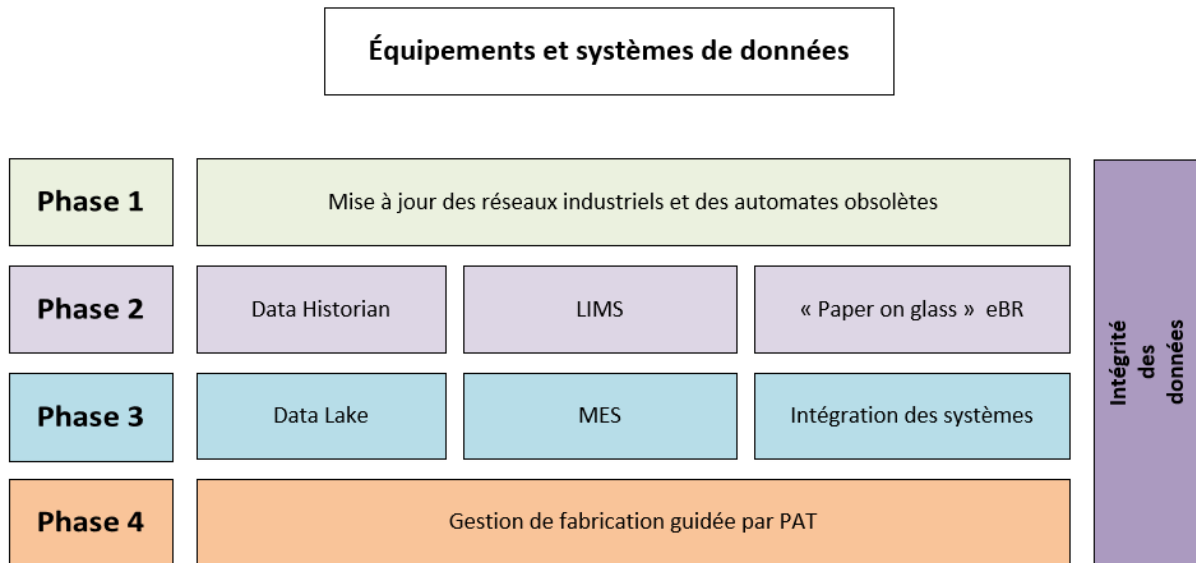 Équipements et systèmes de données
Phase 1
Mise à jour des réseaux industriels et des automates obsolètes
Phase 2
Data Historian
LIMS
« Paper on glass »  eBR
Phase 3
Data Lake
MES
Intégration des systèmes
Phase 4
Gestion de fabrication guidée par PAT
Intégrité
des
données